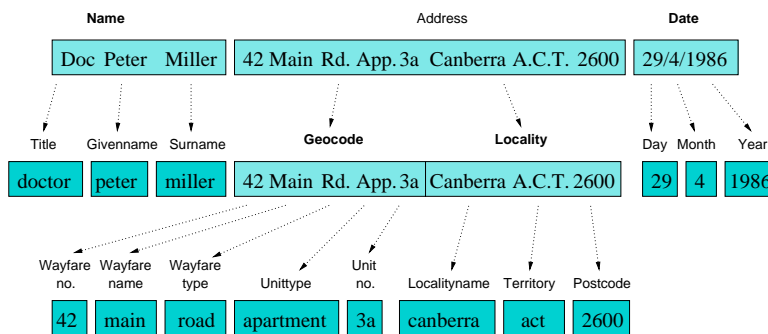 Name Address Date
Doc Peter Miller 42 Main Rd. App. 3a Canberra A.C.T. 2600 29/4/1986
Geocode Locality
Title Givenname Surname Day Month Year
doctor peter miller 42 Main Rd. App. 3a Canberra A.C.T. 2600 29 4 1986
Wayfare Wayfare Wayfare Unit
no. name type Unittype no. Localityname Territory Postcode
42 main road apartment 3a canberra act 2600